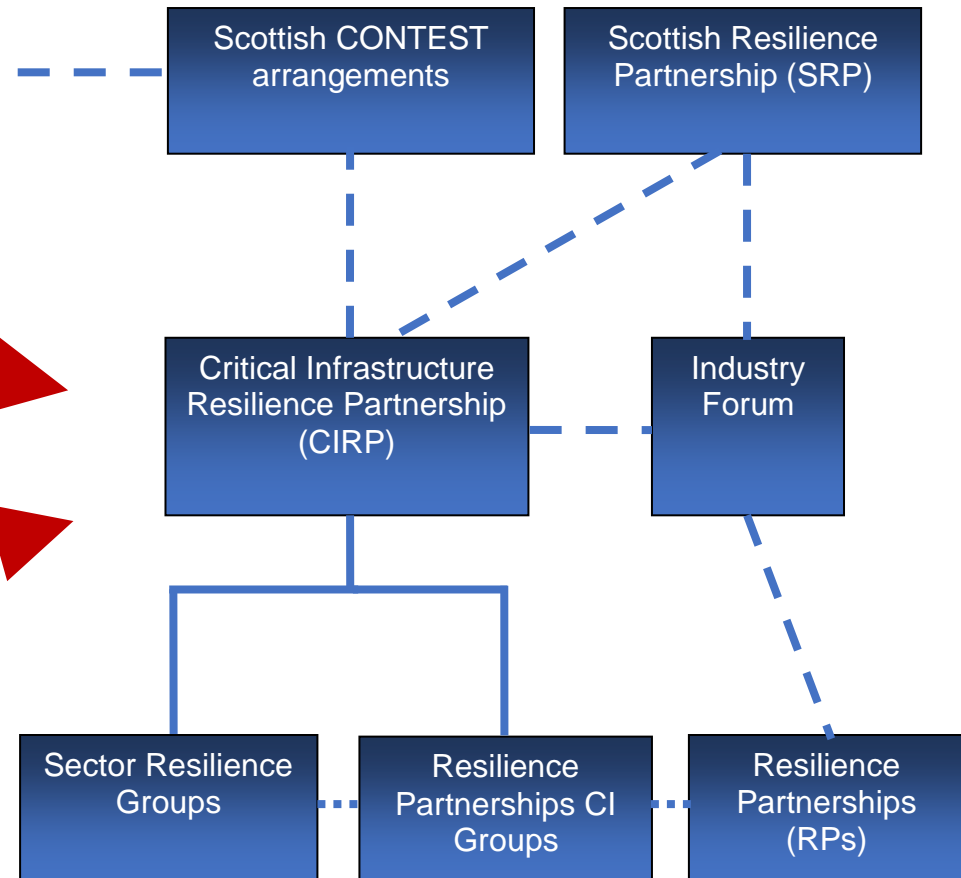 Scottish CONTEST
arrangements
Scottish Resilience
Partnership (SRP)
Critical Infrastructure
Resilience Partnership
(CIRP)
Industry
Forum
Sector Resilience
Groups
Resilience
Partnerships CI
Groups
Resilience
Partnerships
(RPs)